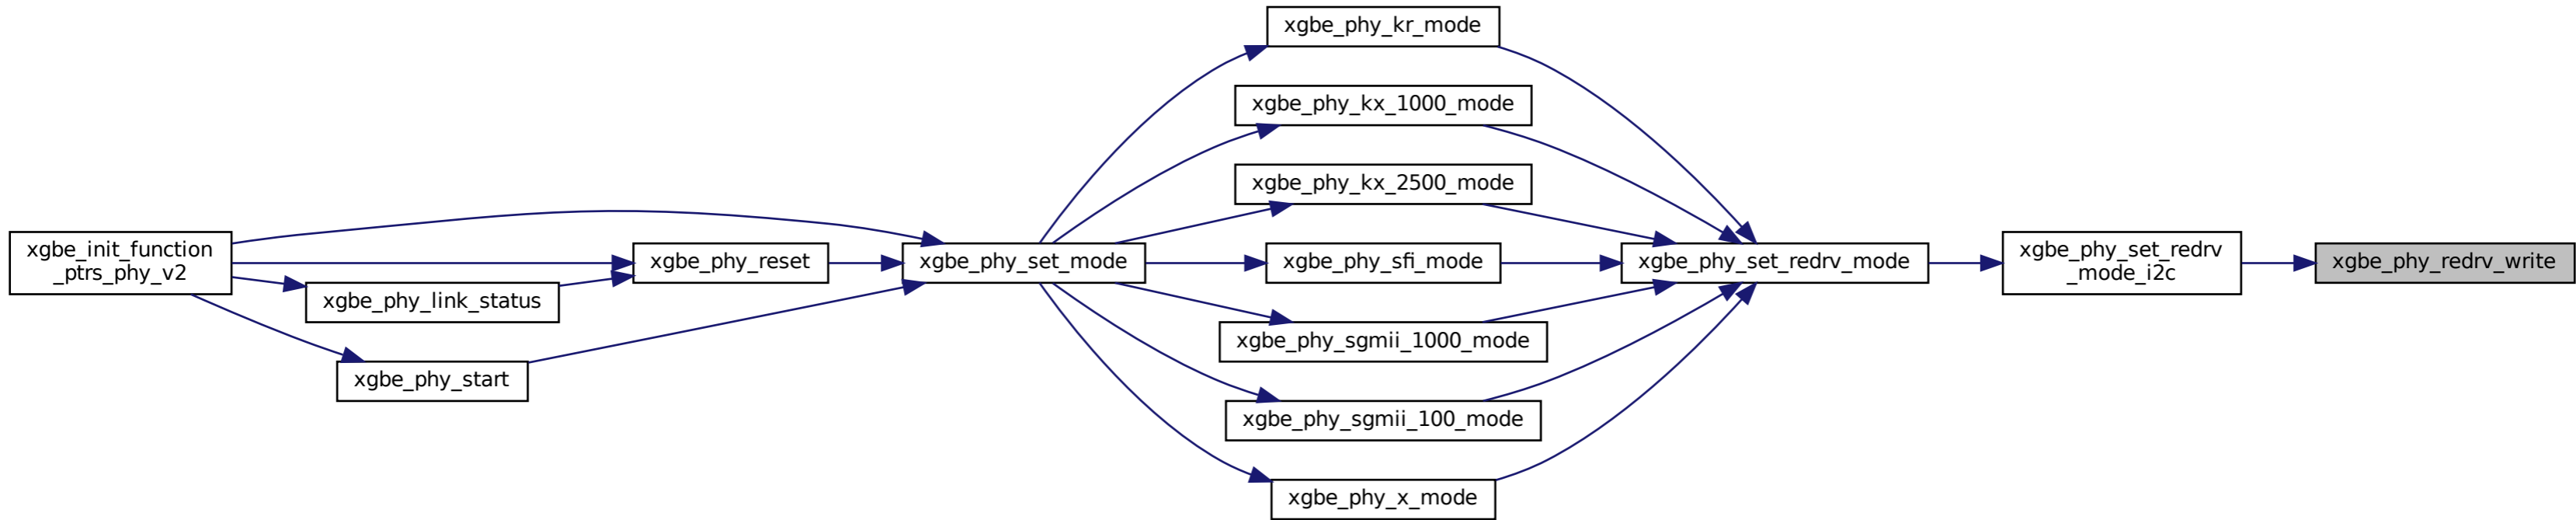 xgbe_init_function
_ptrs_phy_v2
xgbe_phy_reset
xgbe_phy_link_status
xgbe_phy_start
xgbe_phy_set_mode
xgbe_phy_kr_mode
xgbe_phy_kx_1000_mode
xgbe_phy_kx_2500_mode
xgbe_phy_sfi_mode
xgbe_phy_sgmii_1000_mode
xgbe_phy_sgmii_100_mode
xgbe_phy_x_mode
xgbe_phy_set_redrv_mode
xgbe_phy_set_redrv
_mode_i2c
xgbe_phy_redrv_write